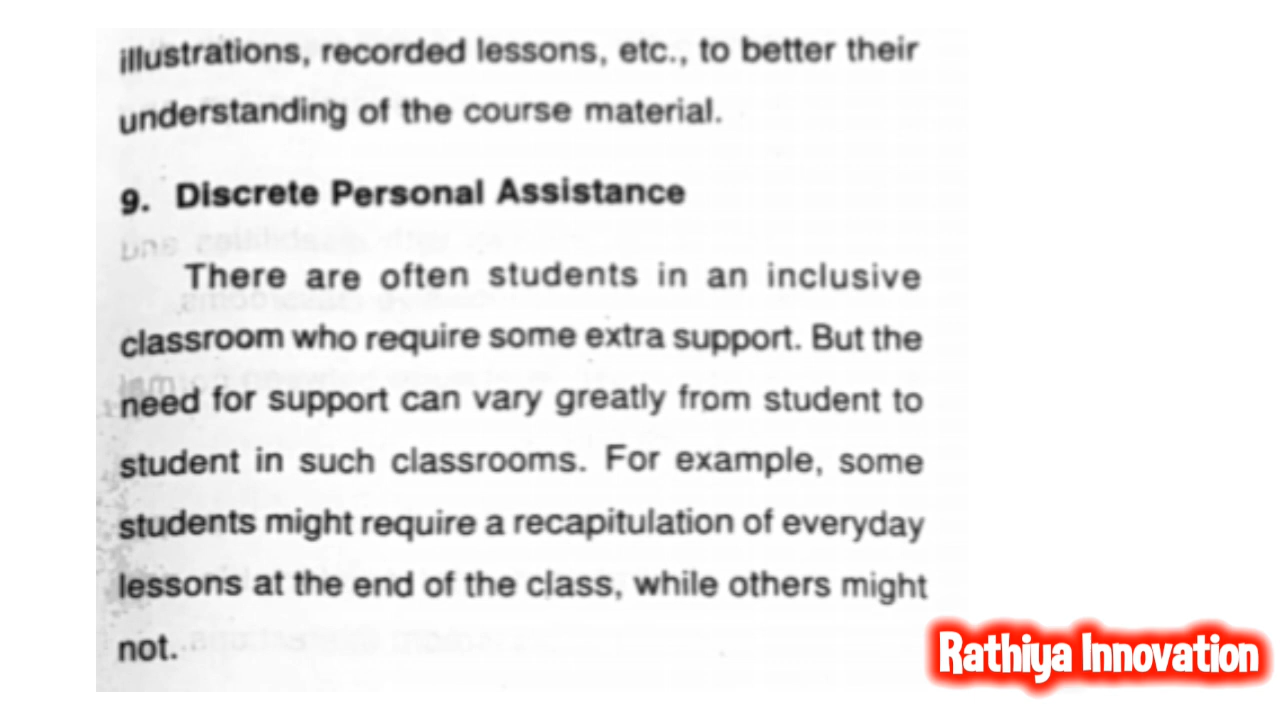 illustrations, recorded lessons, etc., to better their
understanding of the course material.
9. Discrete Personal Assistance
There are often students in an inclusive
classroom who require some extra support. But the
need for support can vary greatly from student to
student in such classrooms. For example, some
students might require a recapitulation of everyday
lessons at the end of the class, while others might
not.
Rathiya Innovation